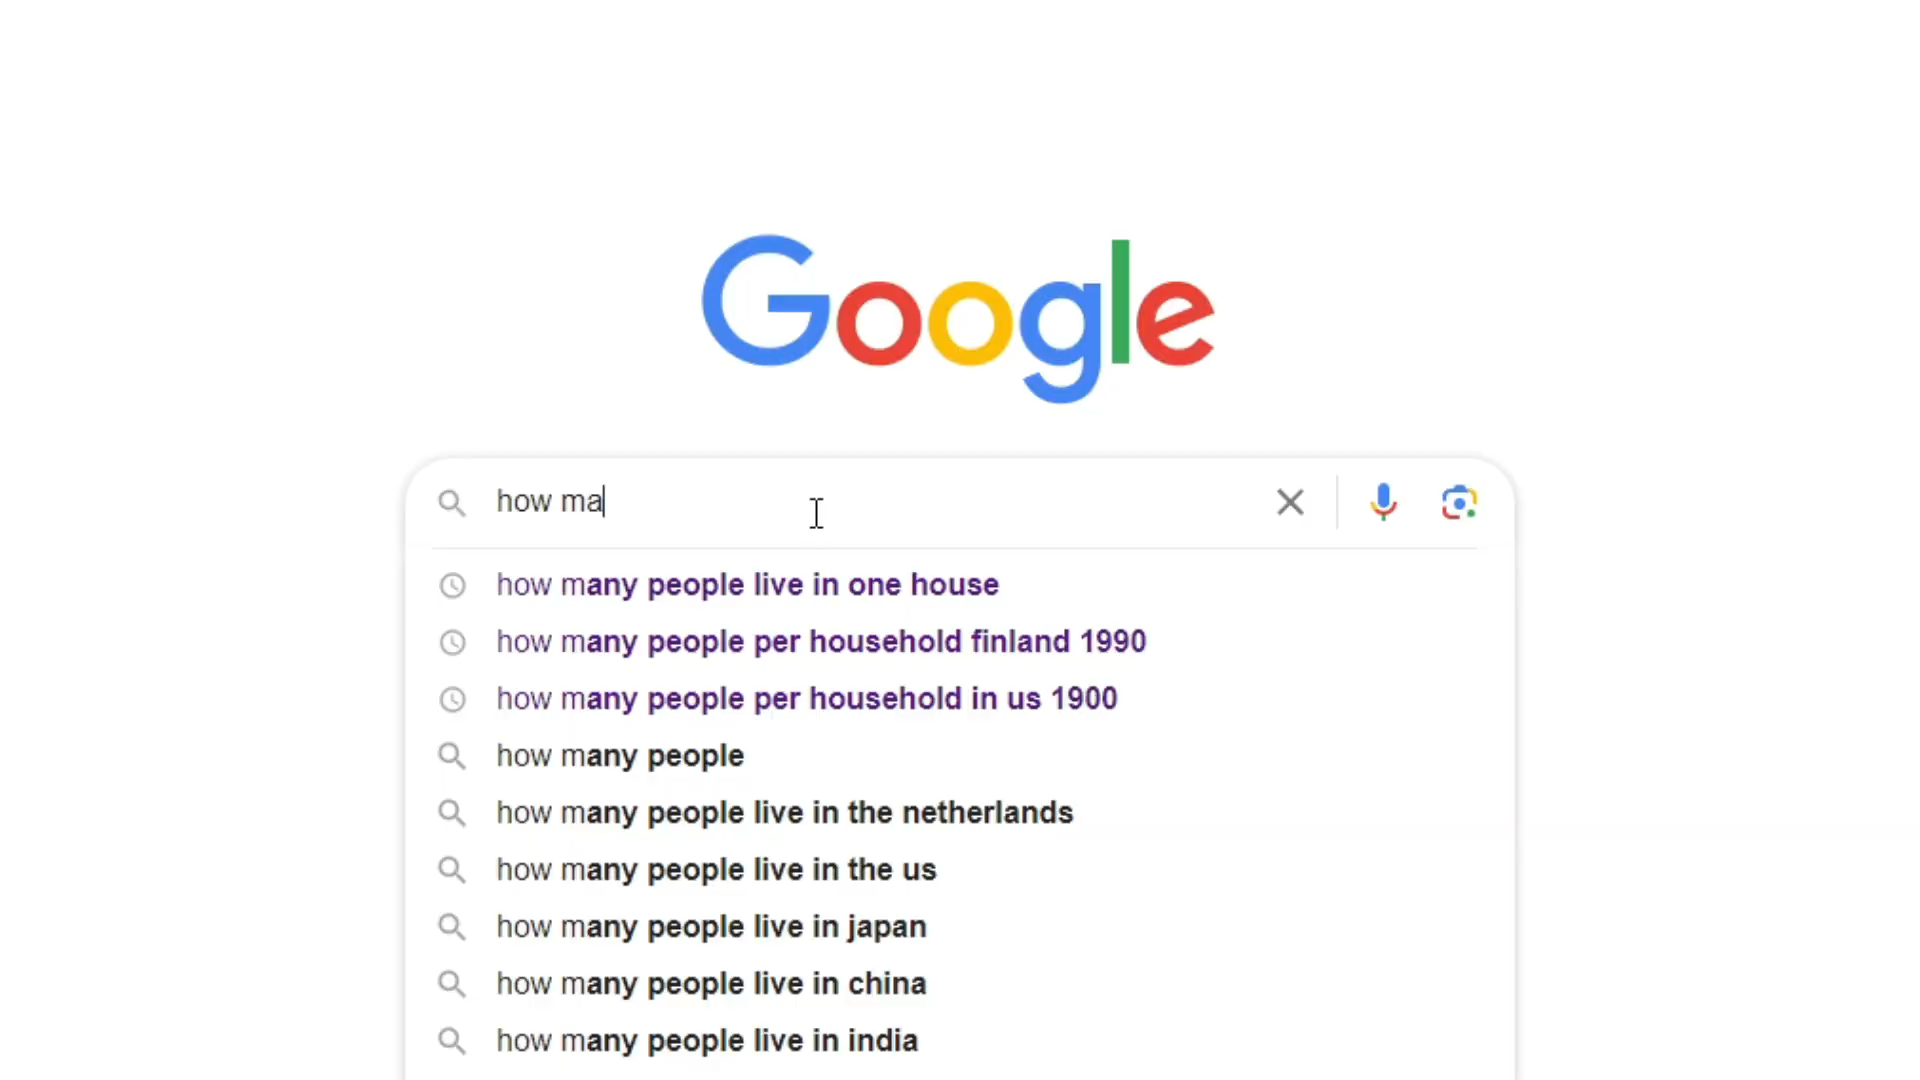 Google
how ma
how many people live in one house
how many people per household finland 1990
how many people per household in us 1900
how many people
how many people live in the netherlands
how many people live in the us
how many people live in japan
how many people live in china
how many people live in india